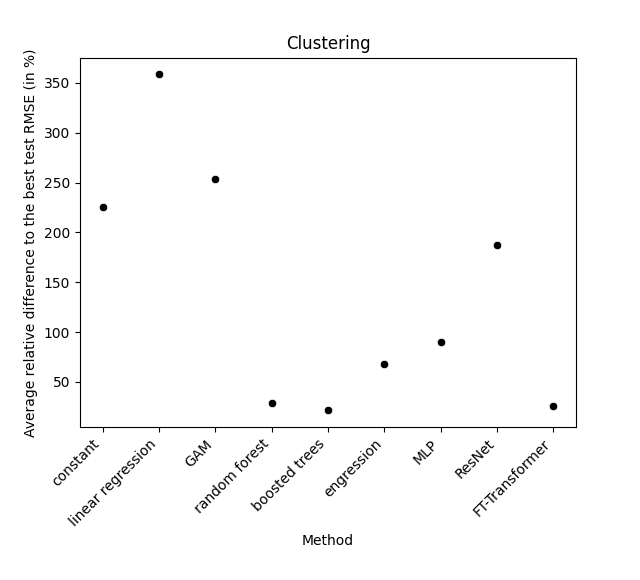 Clustering
Average relative difference to the best test RMSE (in %)
350
300
250
200
150
100
50
constant
linear regression
GAM
random forest
boosted trees
engression
MLP
ResNet
FT-Transformer
Method